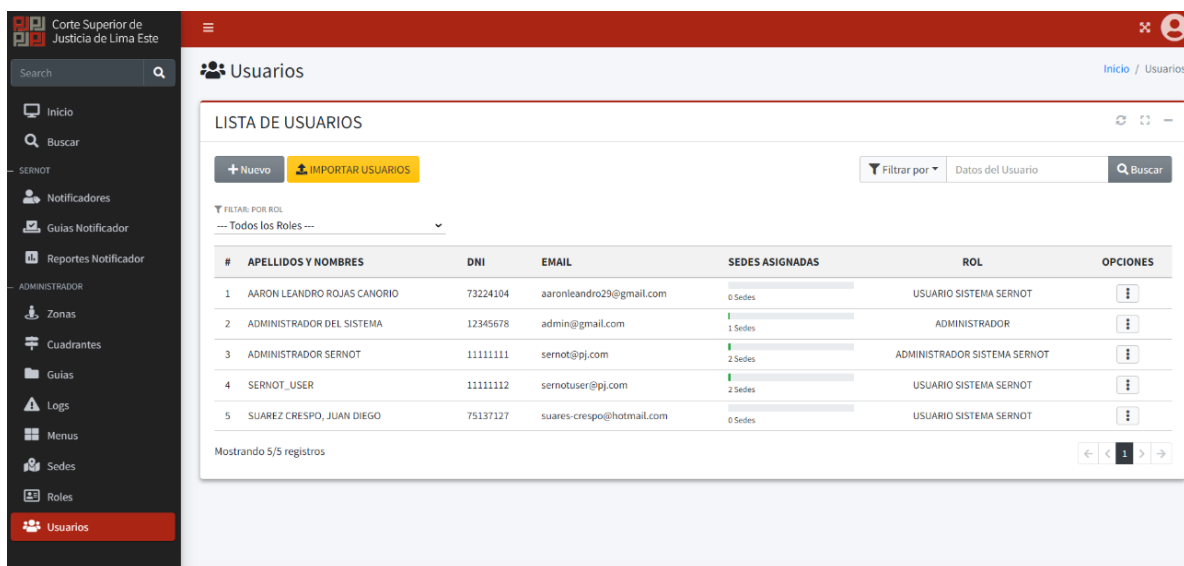 Corte Superior de
Justicia de Lima Este
Search
Inicio
Buscar
SERNOT
Notificadores
Guias Notificador
Reportes Notificador
ADMINISTRADOR
Zonas
Cuadrantes
Guias
Logs
Menus
Sedes
Roles
Usuarios
Usuarios
Inicio / Usuarios
LISTA DE USUARIOS
+ Nuevo IMPORTAR USUARIOS Filtrar por Datos del Usuario Buscar
FILTAR: POR ROL
--- Todos los Roles ---
# APELLIDOS Y NOMBRES DNI EMAIL SEDES ASIGNADAS ROL OPCIONES
1 AARON LEANDRO ROJAS CANORIO 73224104 aaronleandro29@gmail.com 0 Sedes USUARIO SISTEMA SERNOT
2 ADMINISTRADOR DEL SISTEMA 12345678 admin@gmail.com 1 Sedes ADMINISTRADOR
3 ADMINISTRADOR SERNOT 11111111 sernot@pj.com 2 Sedes ADMINISTRADOR SISTEMA SERNOT
4 SERNOT_USER 11111112 sernotuser@pj.com 2 Sedes USUARIO SISTEMA SERNOT
5 SUAREZ CRESPO, JUAN DIEGO 75137127 suares-crespo@hotmail.com 0 Sedes USUARIO SISTEMA SERNOT
Mostrando 5/5 registros
1